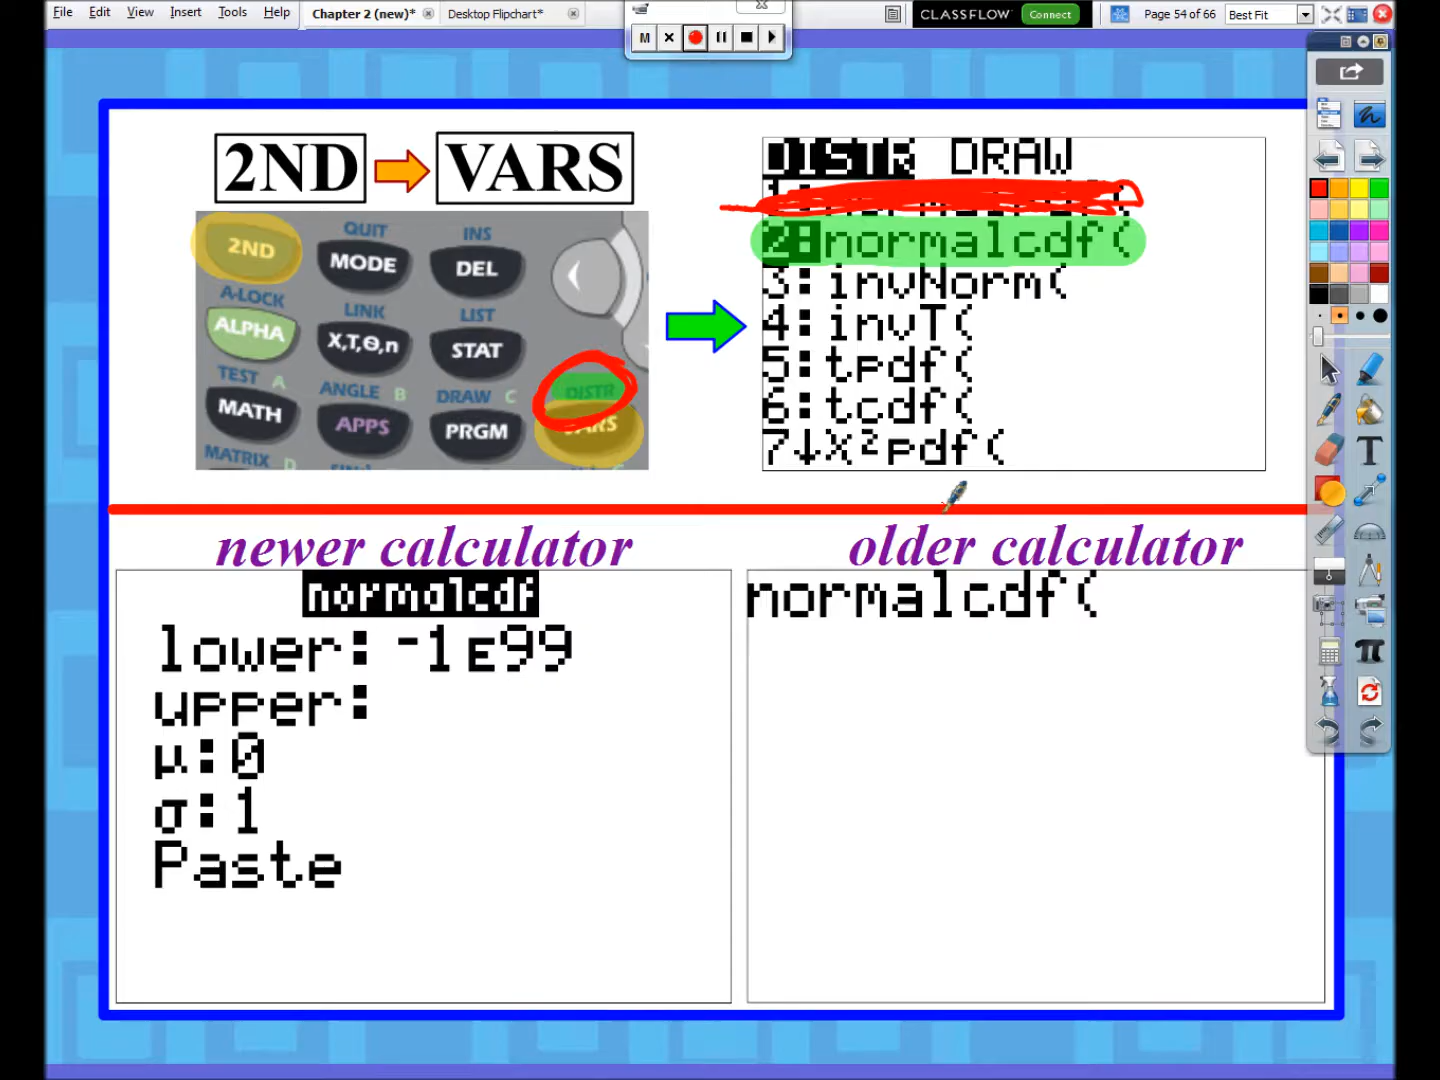 File Edit View Insert Tools Help Chapter 2 (new)* Desktop Flipchart* CLASSFLOW Connect Page 54 of 66 Best Fit
M
2ND VARS
DISTR DRAW
1:
2:normalcdf(
3:invNorm(
4:invT(
5:tpdf(
6:tcdf(
7↓X²pdf(
QUIT INS
2ND MODE DEL
A-LOCK LINK LIST
ALPHA X,T,Θ,n STAT
TEST A ANGLE B DRAW C DISTR
MATH APPS PRGM VARS
MATRIX D
newer calculator
normalcdf
lower: -1E99
upper:
μ:0
σ:1
Paste
older calculator
normalcdf(
T
π